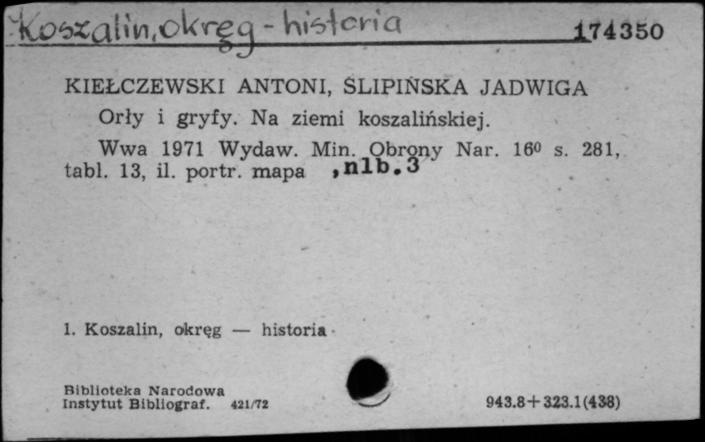 Koszalin, okręg - historia
174350
KIEŁCZEWSKI ANTONI, ŚLIPIŃSKA JADWIGA
Orły i gryfy. Na ziemi koszalińskiej.
Wwa 1971 Wydaw. Min. Obrony Nar. 16⁰ s. 281,
tabl. 13, il. portr. mapa , nlb. 3
1. Koszalin, okręg — historia
Biblioteka Narodowa
Instytut Bibliograf. 421/72
943.8+323.1(438)